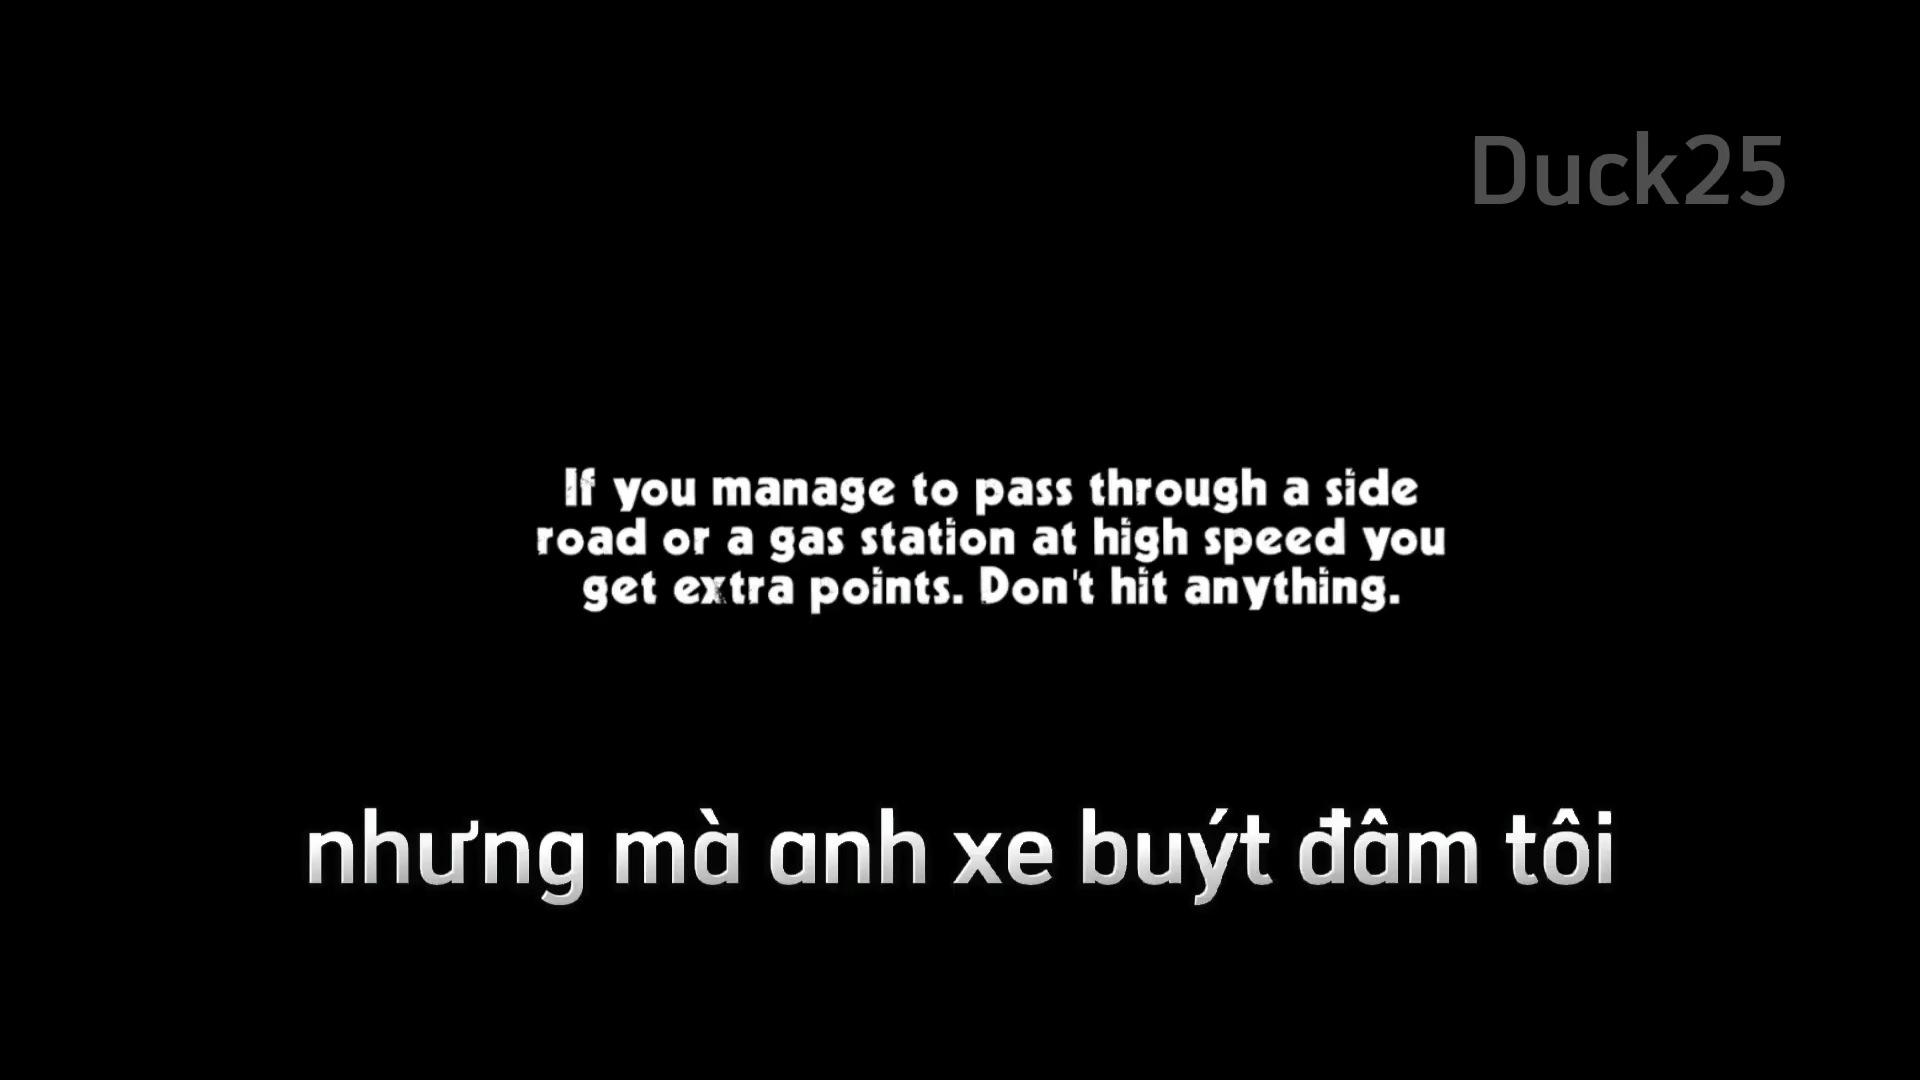 Duck25
If you manage to pass through a side
road or a gas station at high speed you
get extra points. Don't hit anything.
nhưng mà anh xe buýt đâm tôi